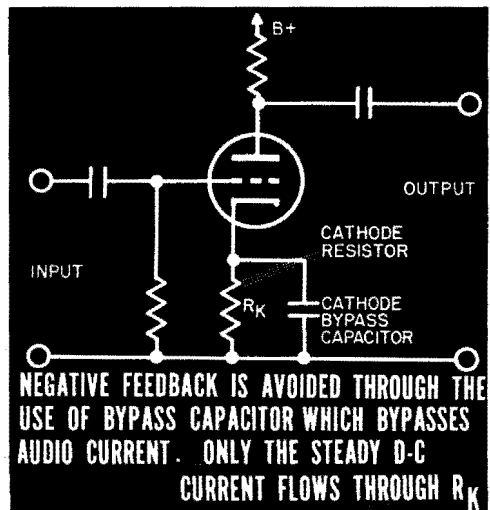 B+
OUTPUT
CATHODE
RESISTOR
INPUT
RK
CATHODE
BYPASS
CAPACITOR
NEGATIVE FEEDBACK IS AVOIDED THROUGH THE
USE OF BYPASS CAPACITOR WHICH BYPASSES
AUDIO CURRENT. ONLY THE STEADY D-C
CURRENT FLOWS THROUGH RK